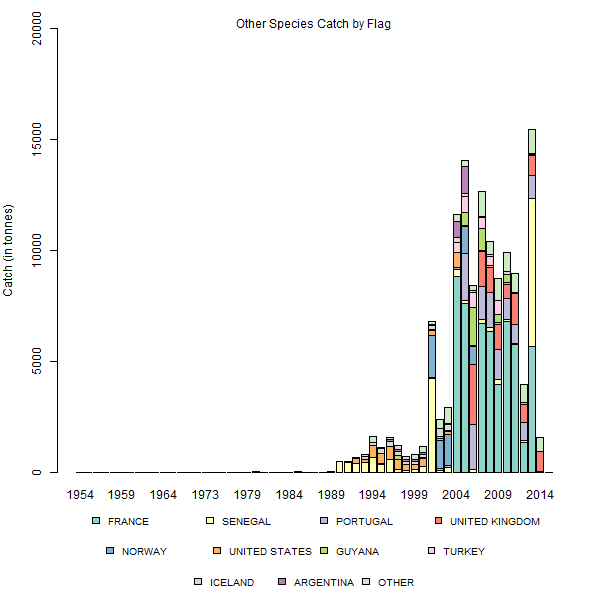 Other Species Catch by Flag
Catch (in tonnes)
20000
15000
10000
5000
0
1954 1959 1964 1973 1979 1984 1989 1994 1999 2004 2009 2014
FRANCE SENEGAL PORTUGAL UNITED KINGDOM
NORWAY UNITED STATES GUYANA TURKEY
ICELAND ARGENTINA OTHER